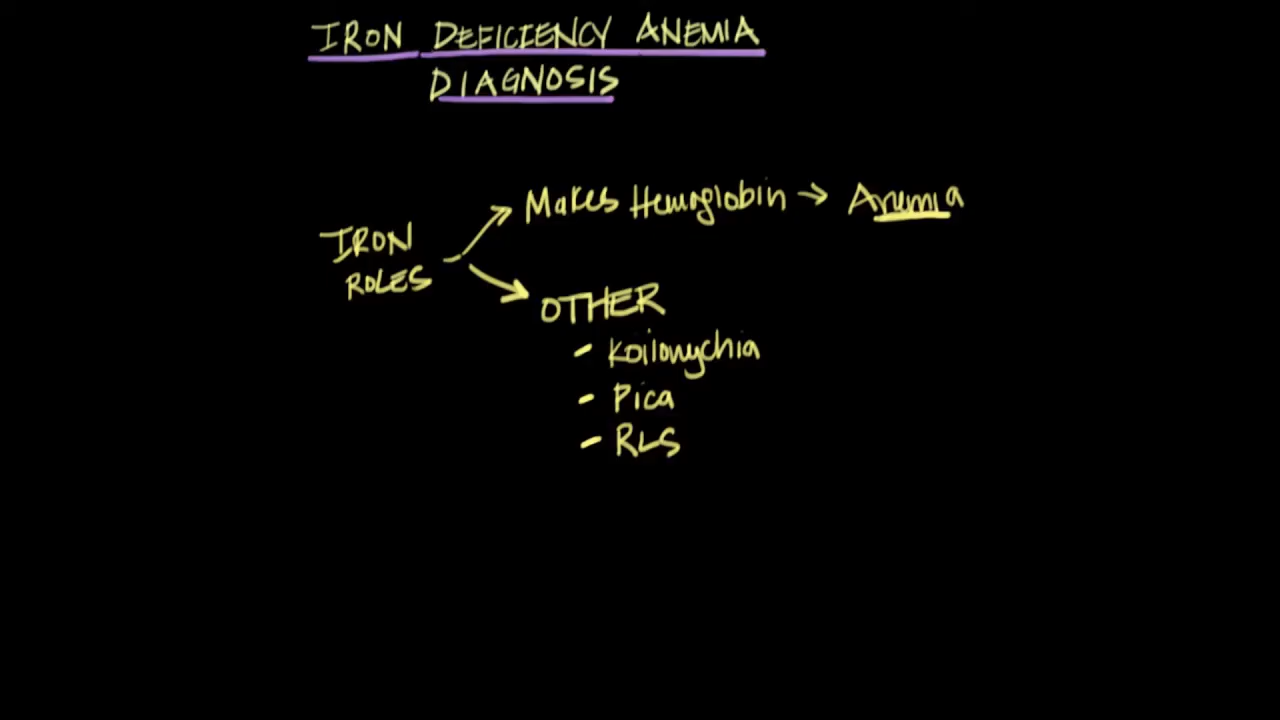 IRON DEFICIENCY ANEMIA
DIAGNOSIS
Makes Hemoglobin → Anemia
IRON
ROLES
OTHER
- Koilonychia
- Pica
- RLS